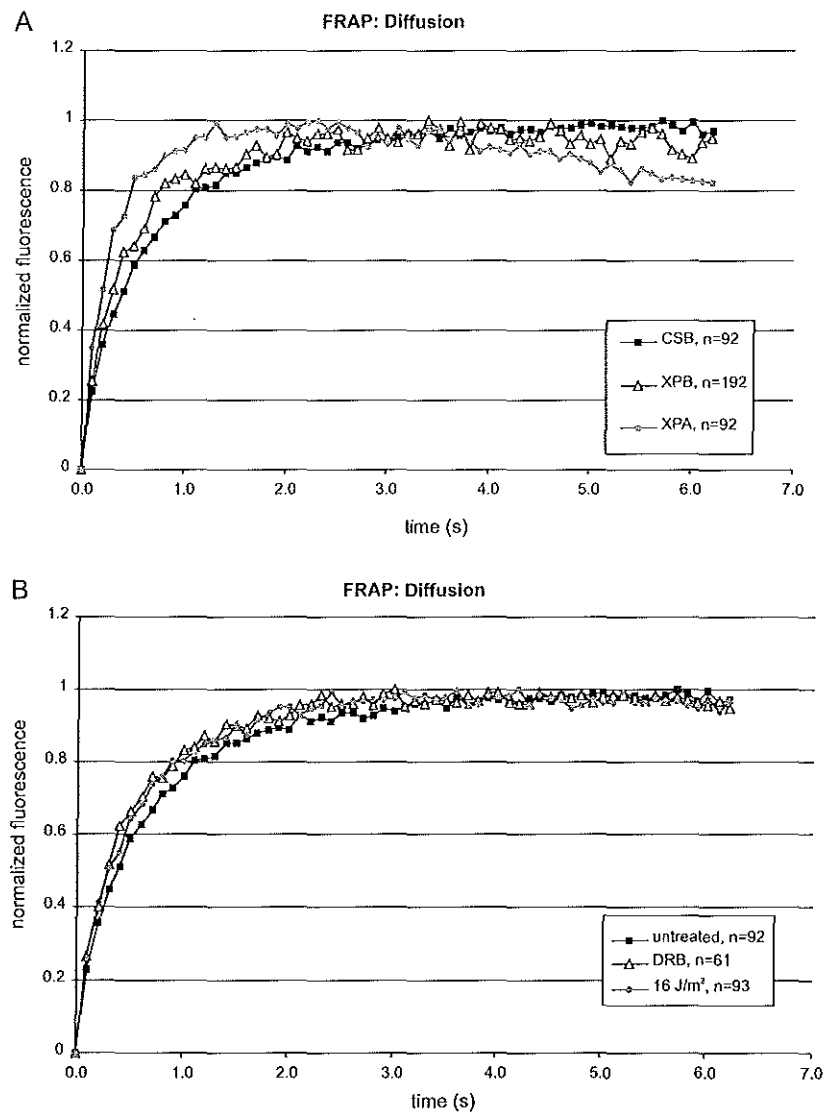 A
FRAP: Diffusion
1.2
1
0.8
0.6
0.4
0.2
0
normalized fluorescence
CSB, n=92
XPB, n=192
XPA, n=92
0.0 1.0 2.0 3.0 4.0 5.0 6.0 7.0
time (s)
B
FRAP: Diffusion
1.2
1
0.8
0.6
0.4
0.2
0
normalized fluorescence
untreated, n=92
DRB, n=61
16 J/m², n=93
0.0 1.0 2.0 3.0 4.0 5.0 6.0 7.0
time (s)